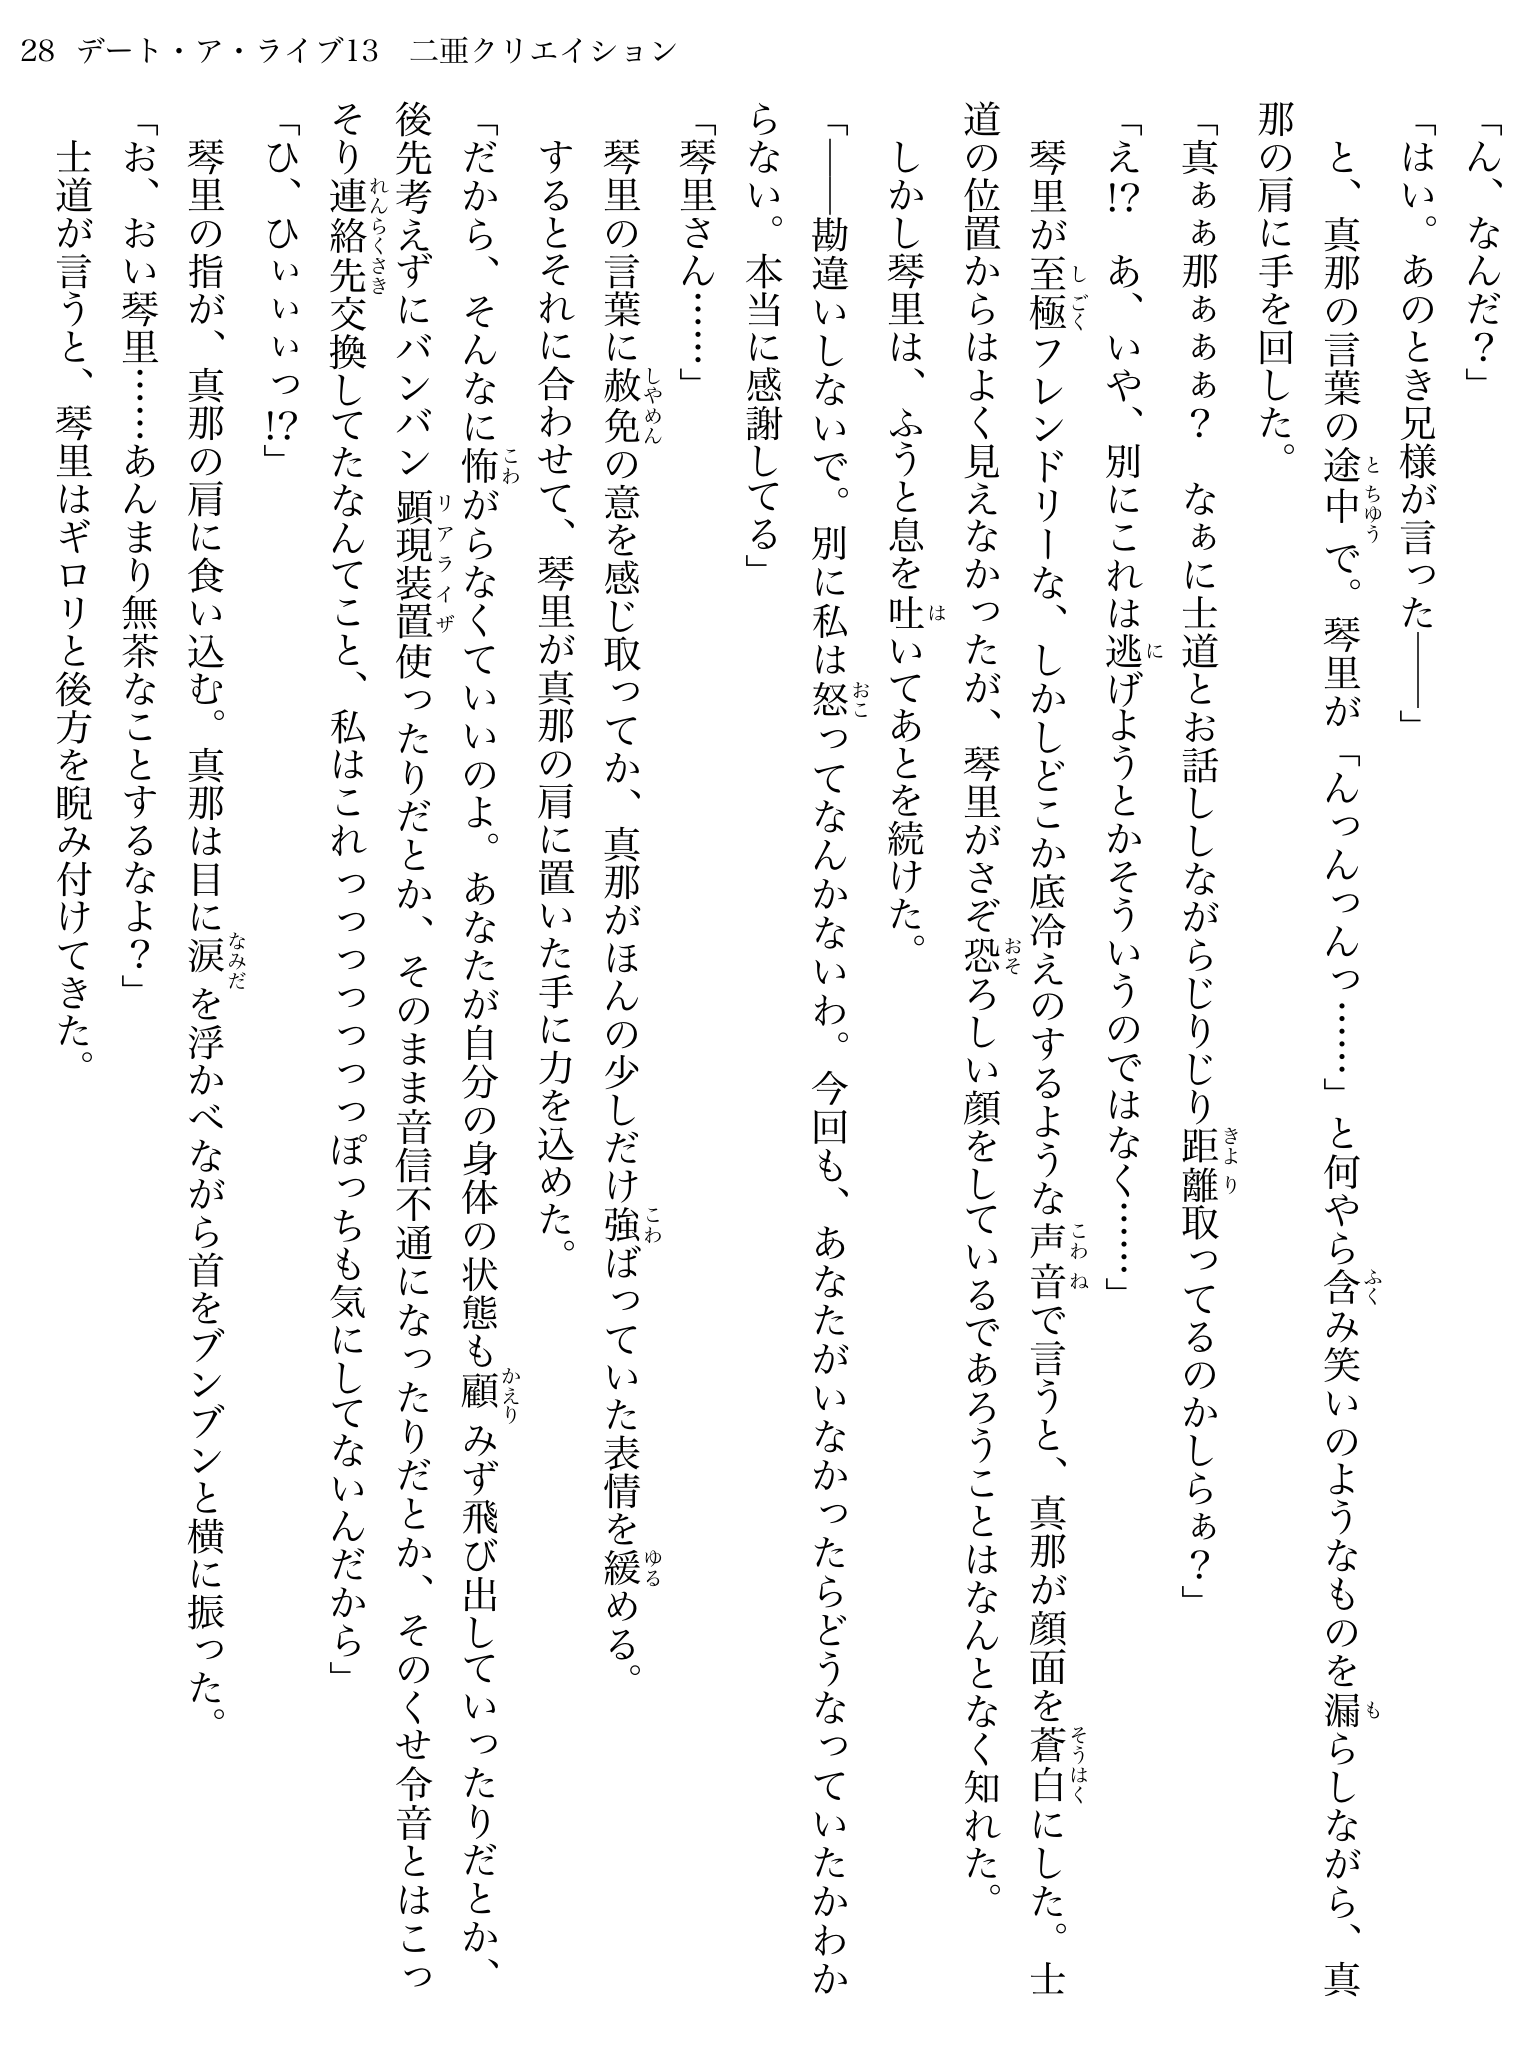 28 デート・ア・ライブ13 二亜クリエイション
「ん、なんだ？」
「はい。あのとき兄様が言った――」
　と、真那の言葉の途中で。琴里が「んっんっんっ……」と何やら含み笑いのようなものを漏らしながら、真
那の肩に手を回した。
「真ぁぁ那ぁぁぁ？　なぁに士道とお話ししながらじりじり距離取ってるのかしらぁ？」
「え!?　あ、いや、別にこれは逃げようとかそういうのではなく……」
　琴里が至極フレンドリーな、しかしどこか底冷えのするような声音で言うと、真那が顔面を蒼白にした。士
道の位置からはよく見えなかったが、琴里がさぞ恐ろしい顔をしているであろうことはなんとなく知れた。
　しかし琴里は、ふうと息を吐いてあとを続けた。
「――勘違いしないで。別に私は怒ってなんかないわ。今回も、あなたがいなかったらどうなっていたかわか
らない。本当に感謝してる」
「琴里さん……」
　琴里の言葉に赦免の意を感じ取ってか、真那がほんの少しだけ強ばっていた表情を緩める。
　するとそれに合わせて、琴里が真那の肩に置いた手に力を込めた。
「だから、そんなに怖がらなくていいのよ。あなたが自分の身体の状態も顧みず飛び出していったりだとか、
後先考えずにバンバン顕現装置使ったりだとか、そのまま音信不通になったりだとか、そのくせ令音とはこっ
そり連絡先交換してたなんてこと、私はこれっっっっっっっぽっちも気にしてないんだから」
「ひ、ひぃぃぃっ!?」
　琴里の指が、真那の肩に食い込む。真那は目に涙を浮かべながら首をブンブンと横に振った。
「お、おい琴里……あんまり無茶なことするなよ？」
　士道が言うと、琴里はギロリと後方を睨み付けてきた。